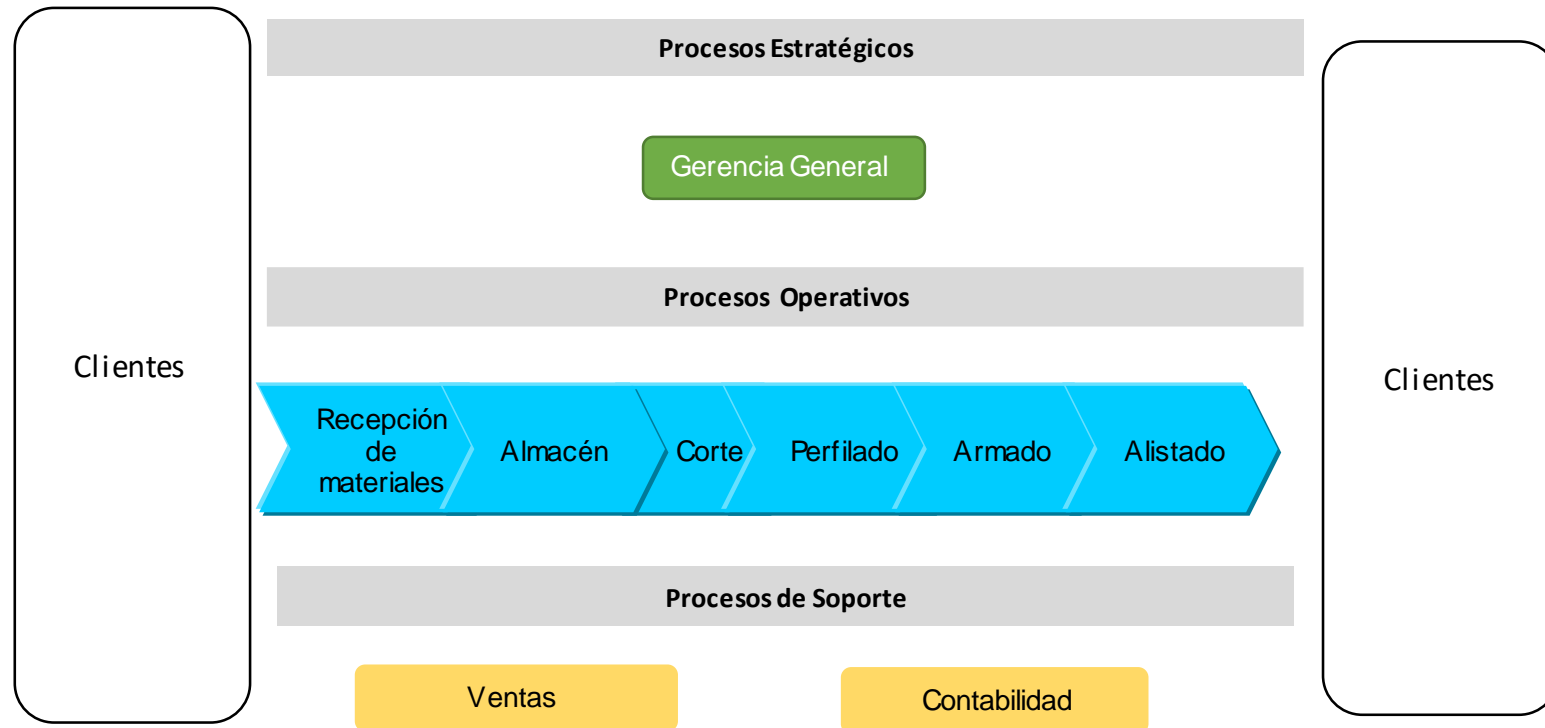 Procesos Estratégicos
Gerencia General
Procesos Operativos
Clientes
Clientes
Recepción
de
materiales
Almacén
Corte
Perfilado
Armado
Alistado
Procesos de Soporte
Ventas
Contabilidad